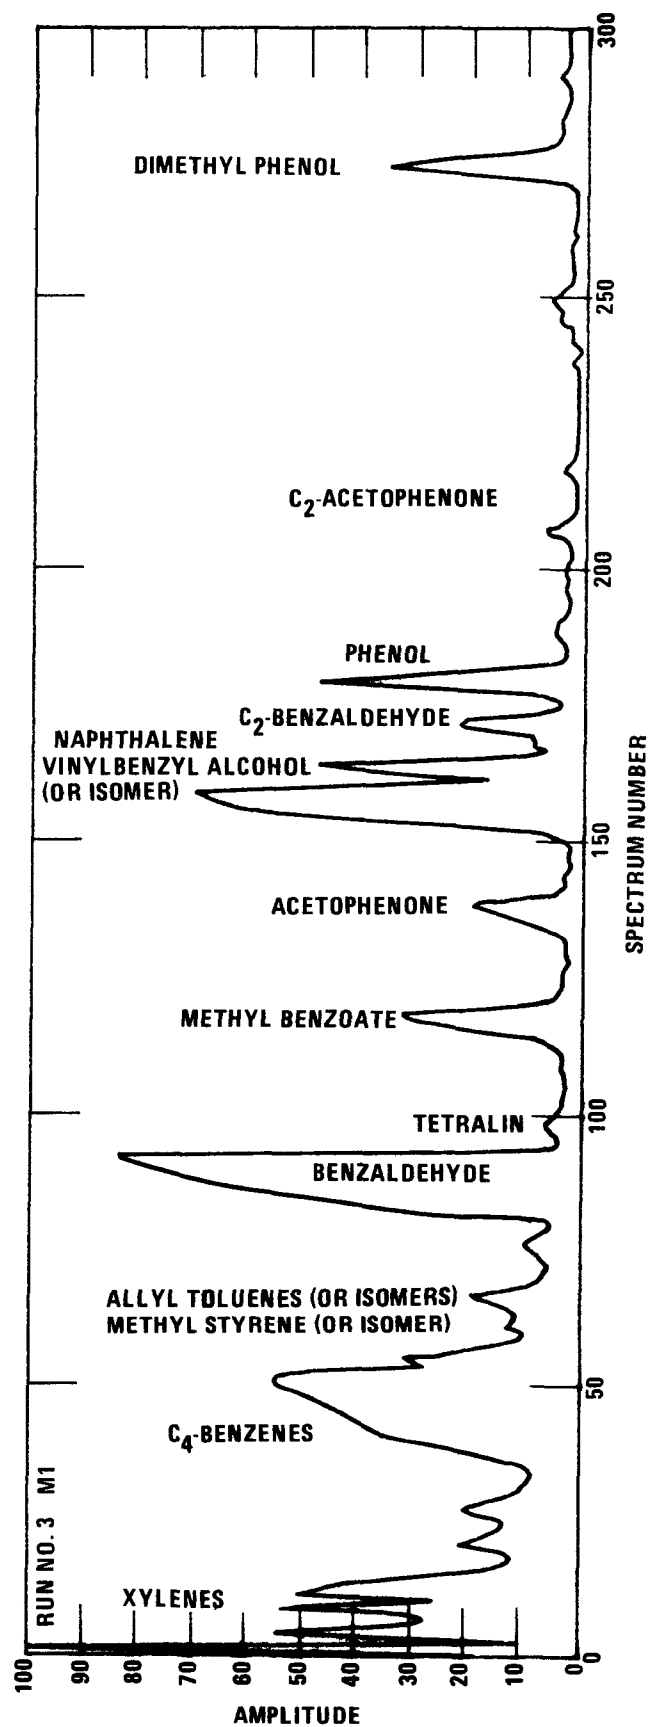 300
DIMETHYL PHENOL
250
C2-ACETOPHENONE
200
PHENOL
C2-BENZALDEHYDE
NAPHTHALENE
VINYLBENZYL ALCOHOL
(OR ISOMER)
150
SPECTRUM NUMBER
ACETOPHENONE
METHYL BENZOATE
100
TETRALIN
BENZALDEHYDE
ALLYL TOLUENES (OR ISOMERS)
METHYL STYRENE (OR ISOMER)
50
C4-BENZENES
RUN NO. 3 M1
XYLENES
0
100 90 80 70 60 50 40 30 20 10 0
AMPLITUDE